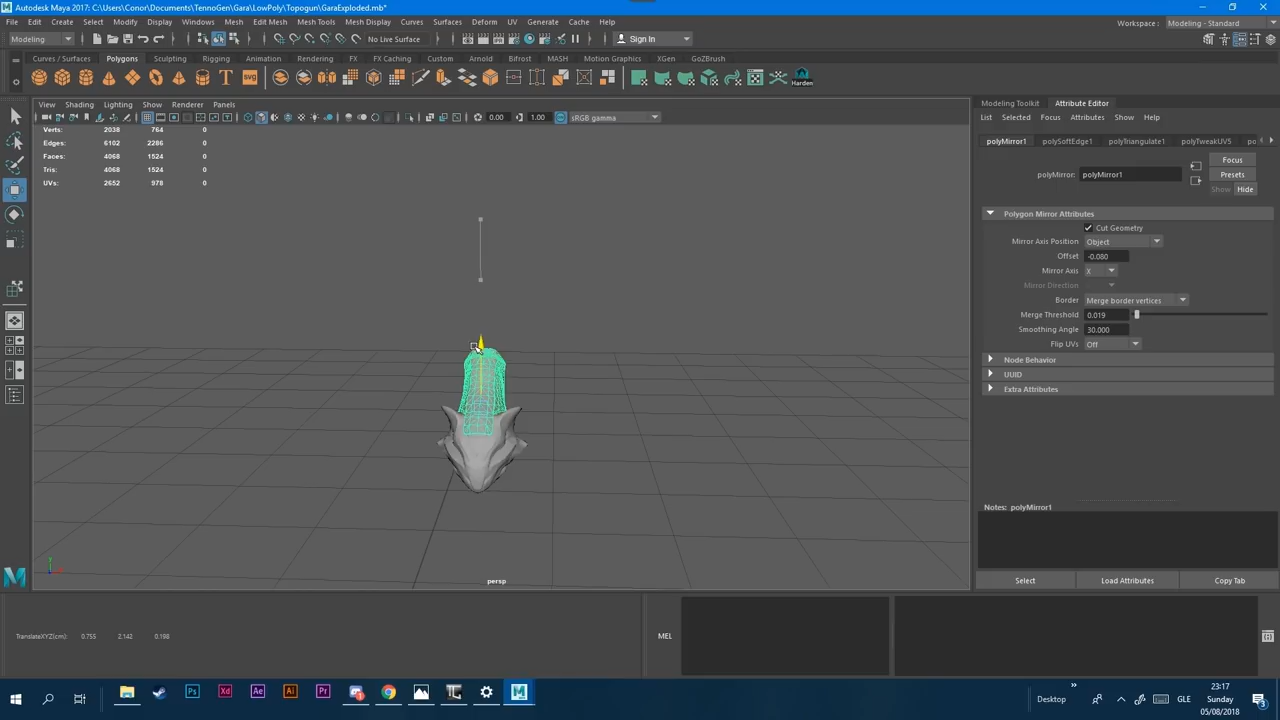 Autodesk Maya 2017: C:\Users\Conor\TennoGen\Gara\LowPoly\Topogun\GaraExploded.mb*
File Edit Create Select Modify Display Windows Mesh Edit Mesh Mesh Tools Mesh Display Curves Surfaces Deform UV Generate Cache Help
Workspace : Modeling - Standard
Modeling No Live Surface Sign In
Curves / Surfaces Polygons Sculpting Rigging Animation Rendering FX FX Caching Custom Arnold Bifrost MASH Motion Graphics XGen GoZBrush
T SVG Harden
View Shading Lighting Show Renderer Panels
Modeling Toolkit Attribute Editor
0.00 1.00 sRGB gamma
List Selected Focus Attributes Show Help
Verts: 2038 764 0
Edges: 6102 2286 0
Faces: 4068 1524 0
Tris: 4068 1524 0
UVs: 2652 978 0
polyMirror1 polySoftEdge1 polyTriangulate1 polyTweakUV5 po
Focus
polyMirror: polyMirror1 Presets
Show Hide
Polygon Mirror Attributes
Cut Geometry
Mirror Axis Position Object
Offset -0.080
Mirror Axis X
Mirror Direction
Border Merge border vertices
Merge Threshold 0.019
Smoothing Angle 30.000
Flip UVs Off
Node Behavior
UUID
Extra Attributes
Notes: polyMirror1
persp
Select Load Attributes Copy Tab
TranslateXYZ(cm): 0.755 2.142 0.198
MEL
Ps Xd Ae Ai Pr
Desktop
GLE
23:17
Sunday
05/08/2018